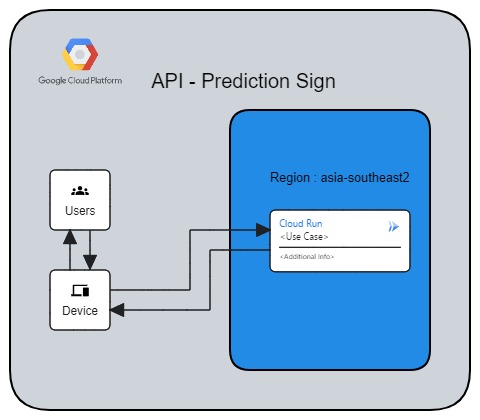 Google Cloud Platform
API - Prediction Sign
Region : asia-southeast2
Cloud Run
<Use Case>
<Additional Info>
Users
Device